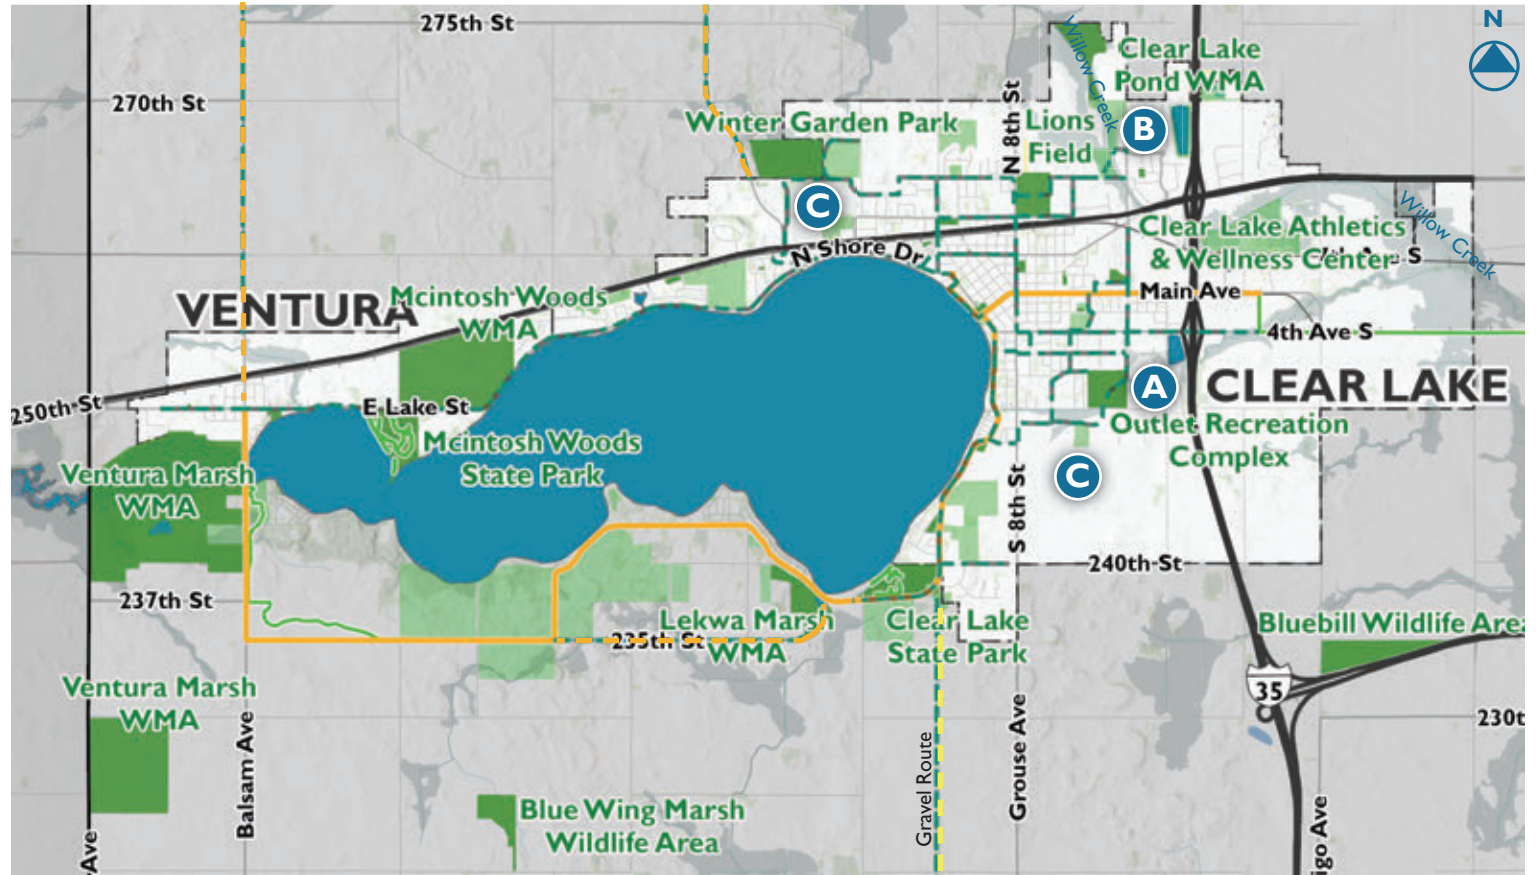 N
275th St
Willow Creek
Clear Lake
Pond WMA
270th St
N 8th St
Winter Garden Park
Lions
Field
B
C
Willow Creek
Clear Lake Athletics
& Wellness Center
S
N Shore Dr
VENTURA
Mcintosh Woods
WMA
Main Ave
4th Ave S
250th St
E Lake St
A
CLEAR LAKE
Outlet Recreation
Complex
Mcintosh Woods
State Park
Ventura Marsh
WMA
C
S 8th St
240th St
237th St
Lekwa Marsh
WMA
235th St
Clear Lake
State Park
Bluebill Wildlife Area
35
Ventura Marsh
WMA
230t
Balsam Ave
Gravel Route
Grouse Ave
Blue Wing Marsh
Wildlife Area
Ave
igo Ave